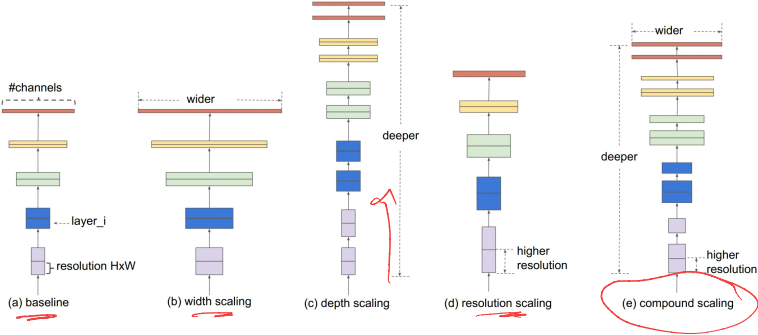 #channels
wider
deeper
wider
deeper
layer_i
resolution HxW
higher
resolution
higher
resolution
(a) baseline
(b) width scaling
(c) depth scaling
(d) resolution scaling
(e) compound scaling